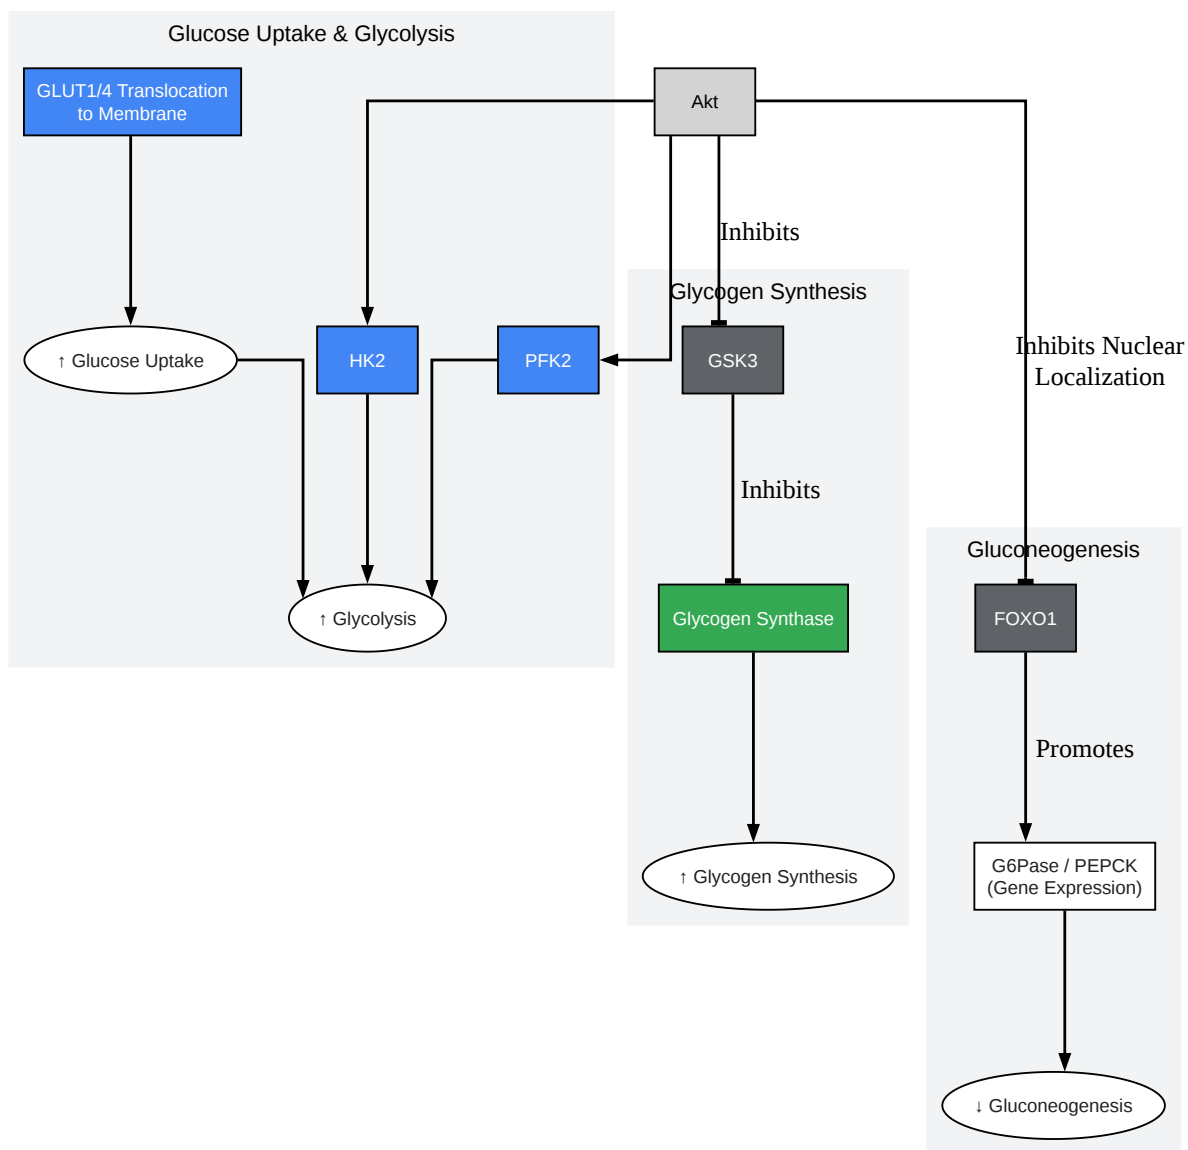 Glucose Uptake & Glycolysis
GLUT1/4 Translocation
to Membrane
Akt
Inhibits
Glycogen Synthesis
↑ Glucose Uptake
HK2
PFK2
GSK3
Inhibits Nuclear
Localization
Inhibits
Gluconeogenesis
↑ Glycolysis
Glycogen Synthase
FOXO1
Promotes
↑ Glycogen Synthesis
G6Pase / PEPCK
(Gene Expression)
↓ Gluconeogenesis